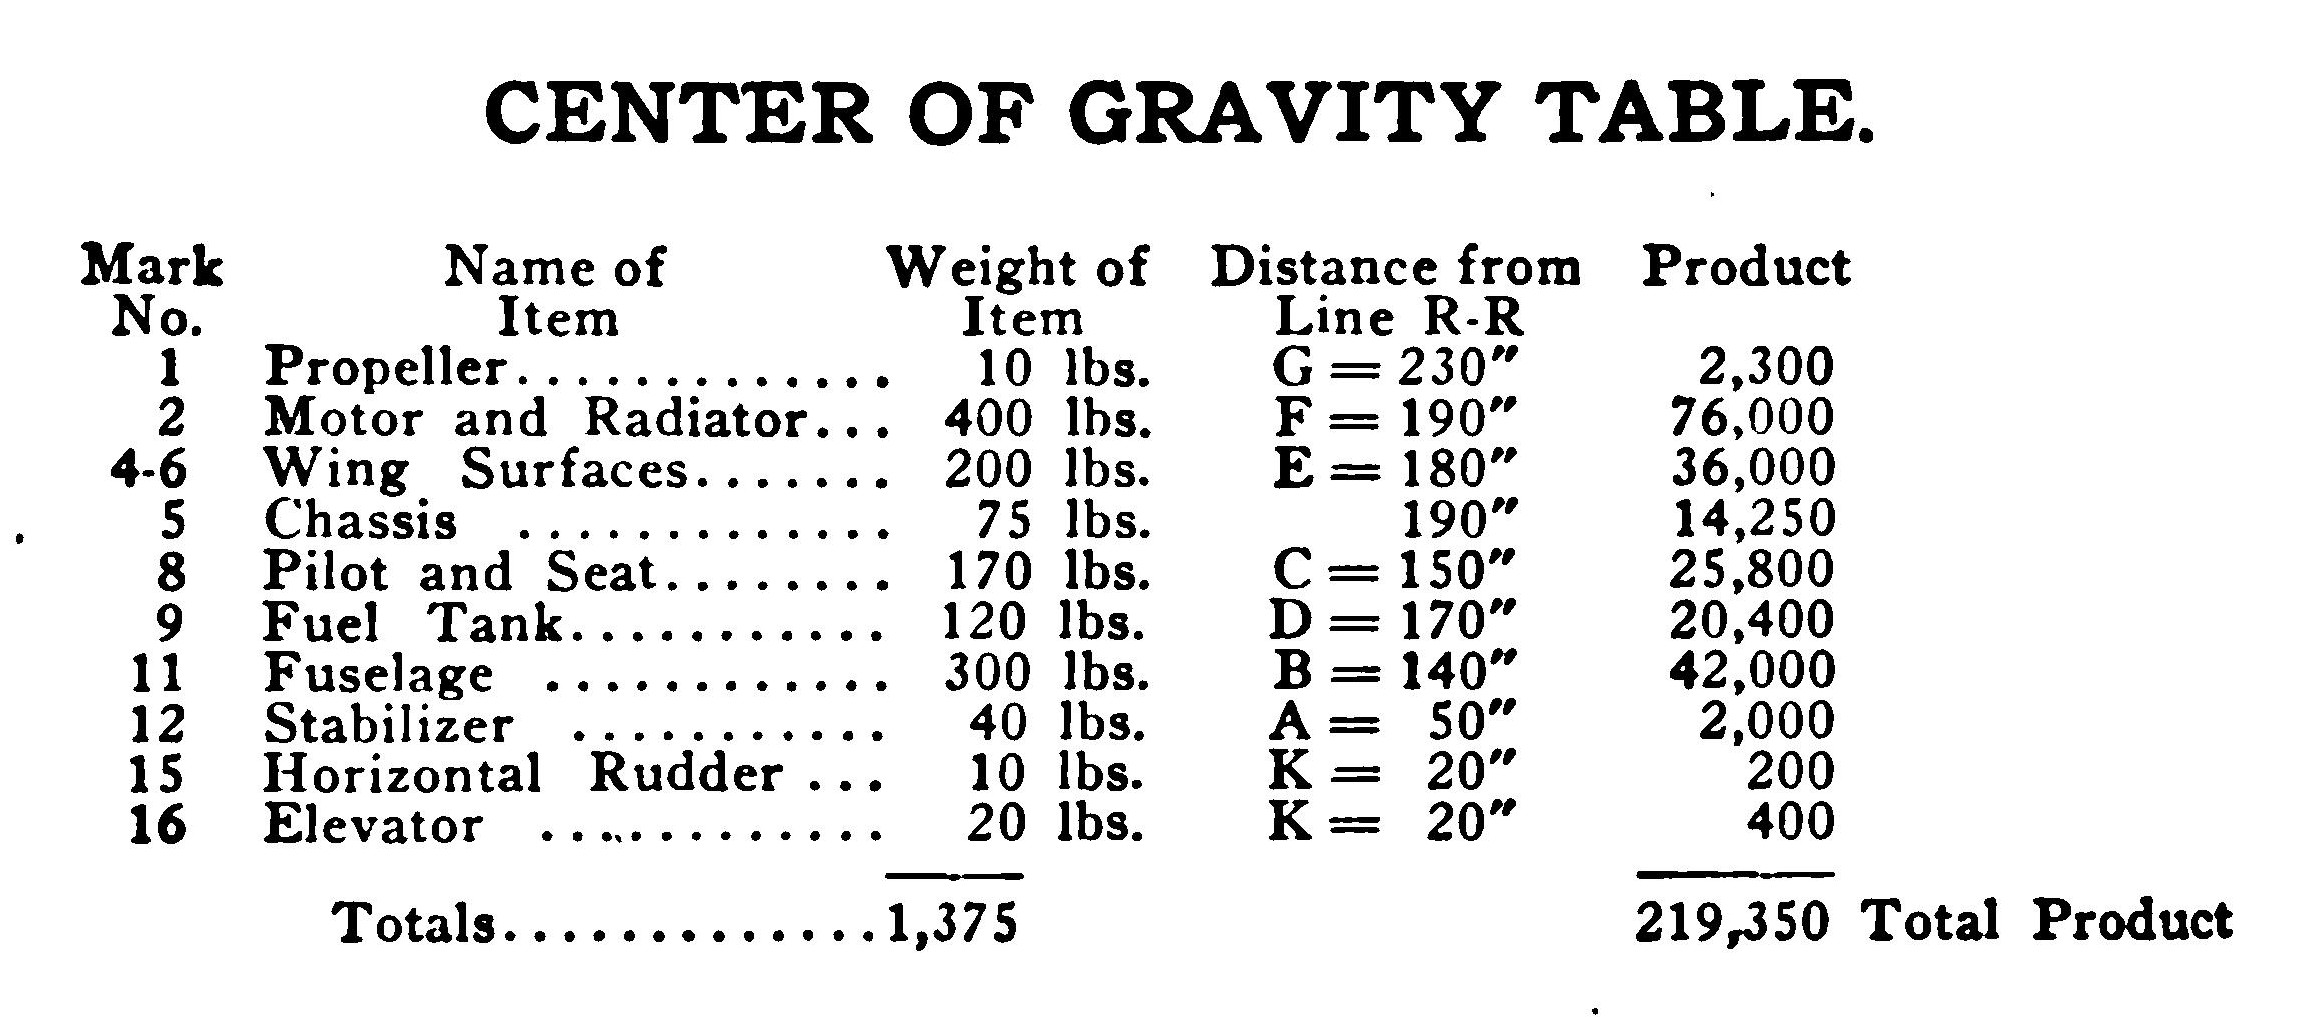 CENTER OF GRAVITY TABLE.
Mark Name of Weight of Distance from Product
No. Item Item Line R-R
1 Propeller............. 10 lbs. G = 230″ 2,300
2 Motor and Radiator... 400 lbs. F = 190″ 76,000
4-6 Wing Surfaces....... 200 lbs. E = 180″ 36,000
5 Chassis ............. 75 lbs. 190″ 14,250
8 Pilot and Seat........ 170 lbs. C = 150″ 25,800
9 Fuel Tank........... 120 lbs. D = 170″ 20,400
11 Fuselage ............ 300 lbs. B = 140″ 42,000
12 Stabilizer ........... 40 lbs. A = 50″ 2,000
15 Horizontal Rudder ... 10 lbs. K = 20″ 200
16 Elevator ............ 20 lbs. K = 20″ 400
Totals.............1,375 219,350 Total Product